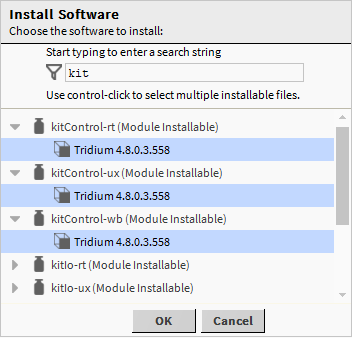 Install Software
Choose the software to install:
Start typing to enter a search string
kit
Use control-click to select multiple installable files.
kitControl-rt (Module Installable)
Tridium 4.8.0.3.558
kitControl-ux (Module Installable)
Tridium 4.8.0.3.558
kitControl-wb (Module Installable)
Tridium 4.8.0.3.558
kitIo-rt (Module Installable)
kitIo-ux (Module Installable)
OK Cancel